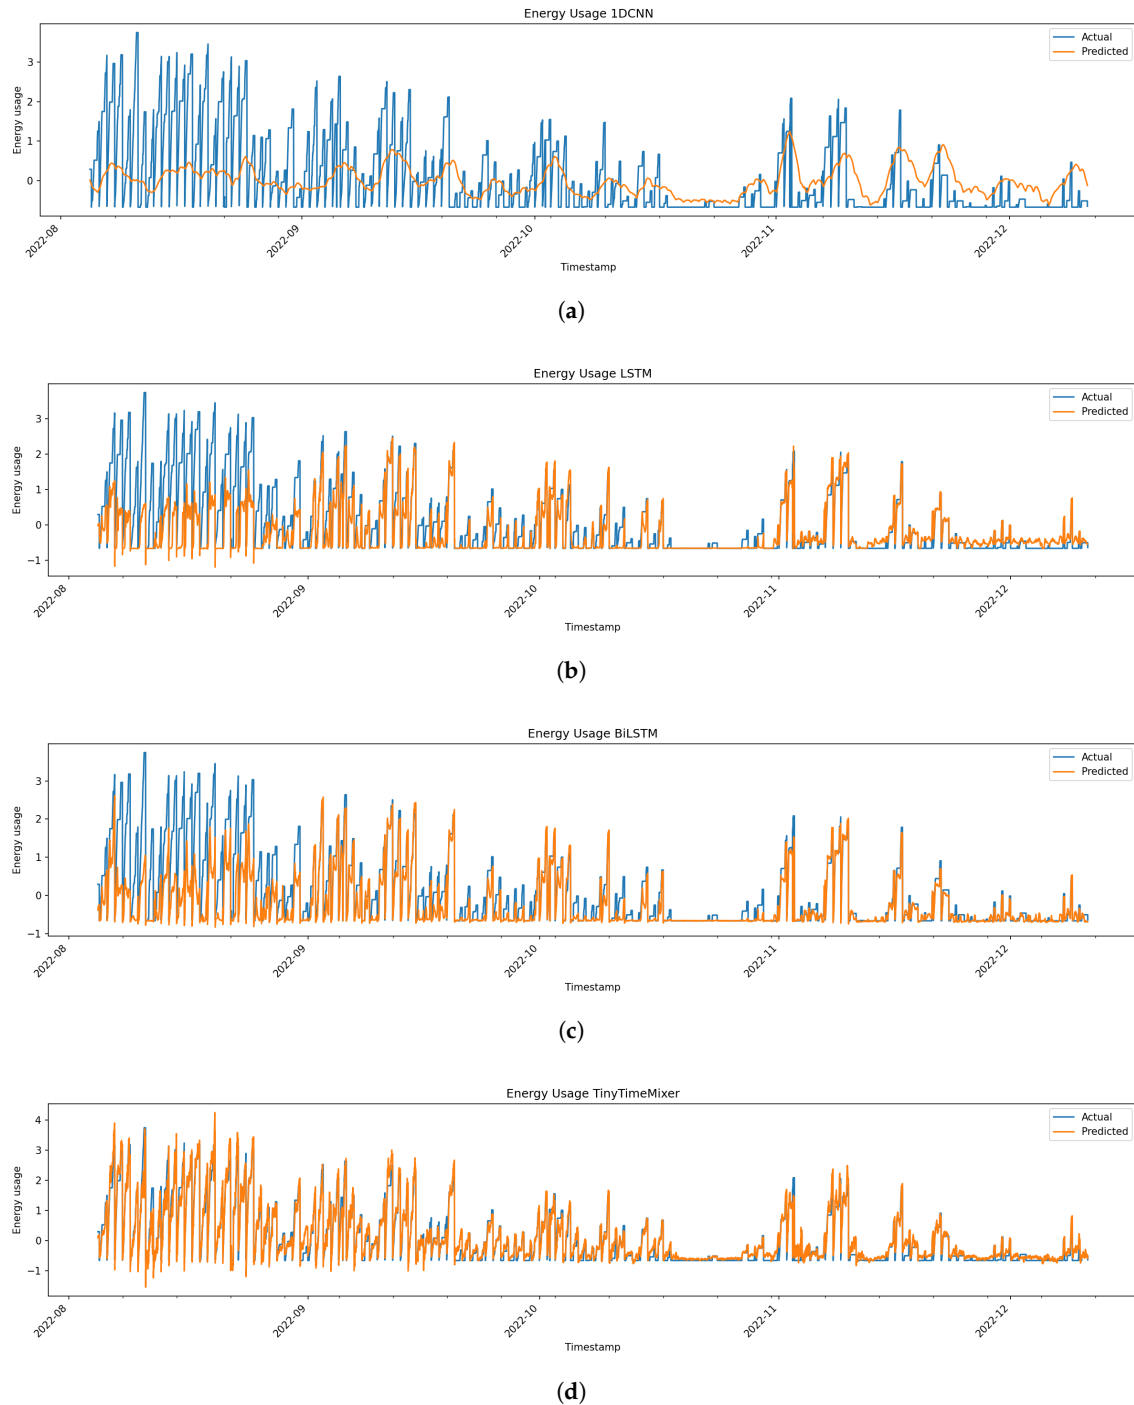 Energy Usage 1DCNN
Actual
Predicted
Energy usage
3
2
1
0
2022-08
2022-09
2022-10
2022-11
2022-12
Timestamp
(a)
Energy Usage LSTM
Actual
Predicted
Energy usage
3
2
1
0
−1
2022-08
2022-09
2022-10
2022-11
2022-12
Timestamp
(b)
Energy Usage BiLSTM
Actual
Predicted
Energy usage
3
2
1
0
−1
2022-08
2022-09
2022-10
2022-11
2022-12
Timestamp
(c)
Energy Usage TinyTimeMixer
Actual
Predicted
Energy usage
4
3
2
1
0
−1
2022-08
2022-09
2022-10
2022-11
2022-12
Timestamp
(d)